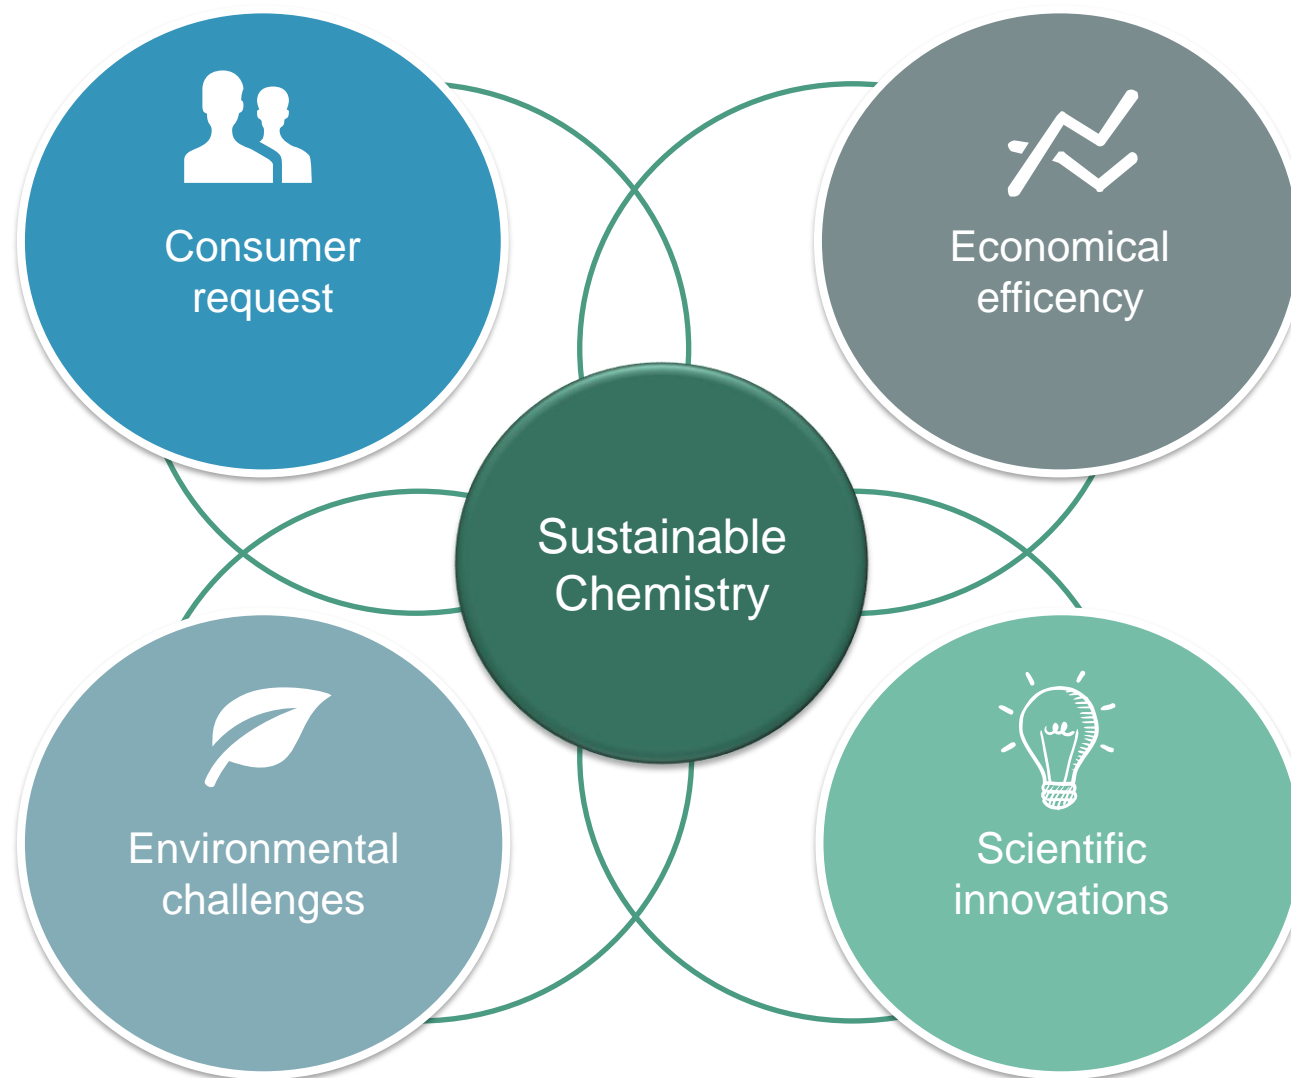 Consumer
request
Economical
efficency
Sustainable
Chemistry
Environmental
challenges
Scientific
innovations